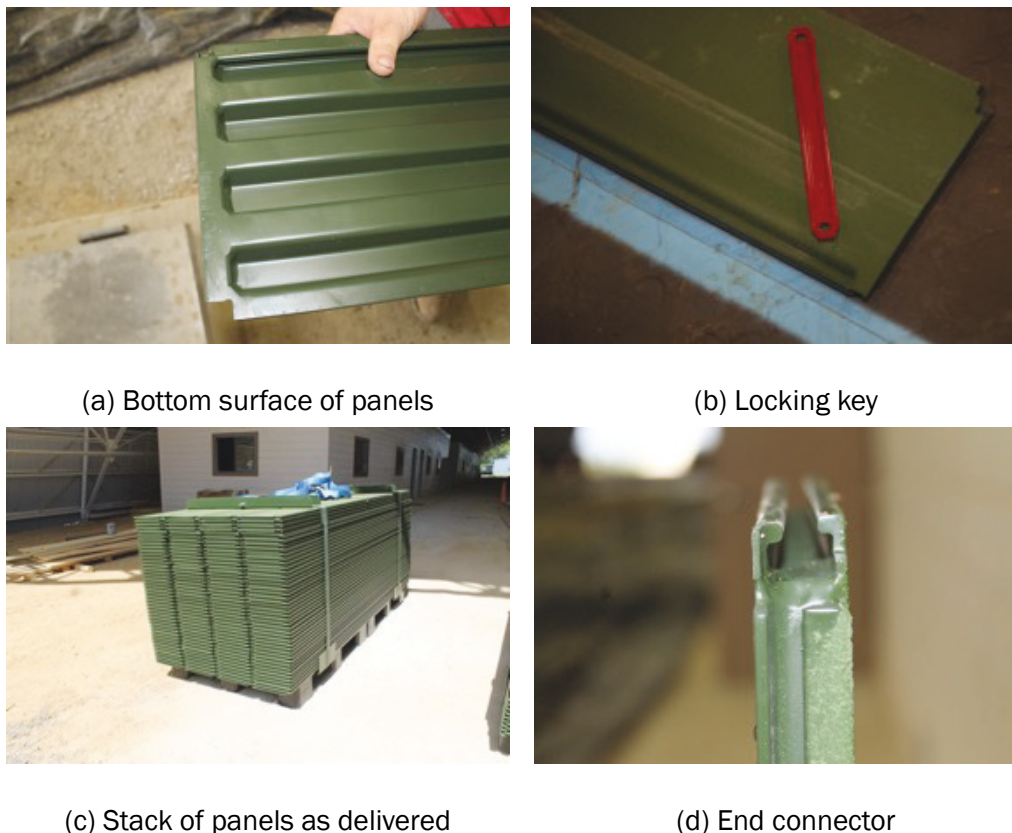 (a) Bottom surface of panels
(b) Locking key
(c) Stack of panels as delivered
(d) End connector